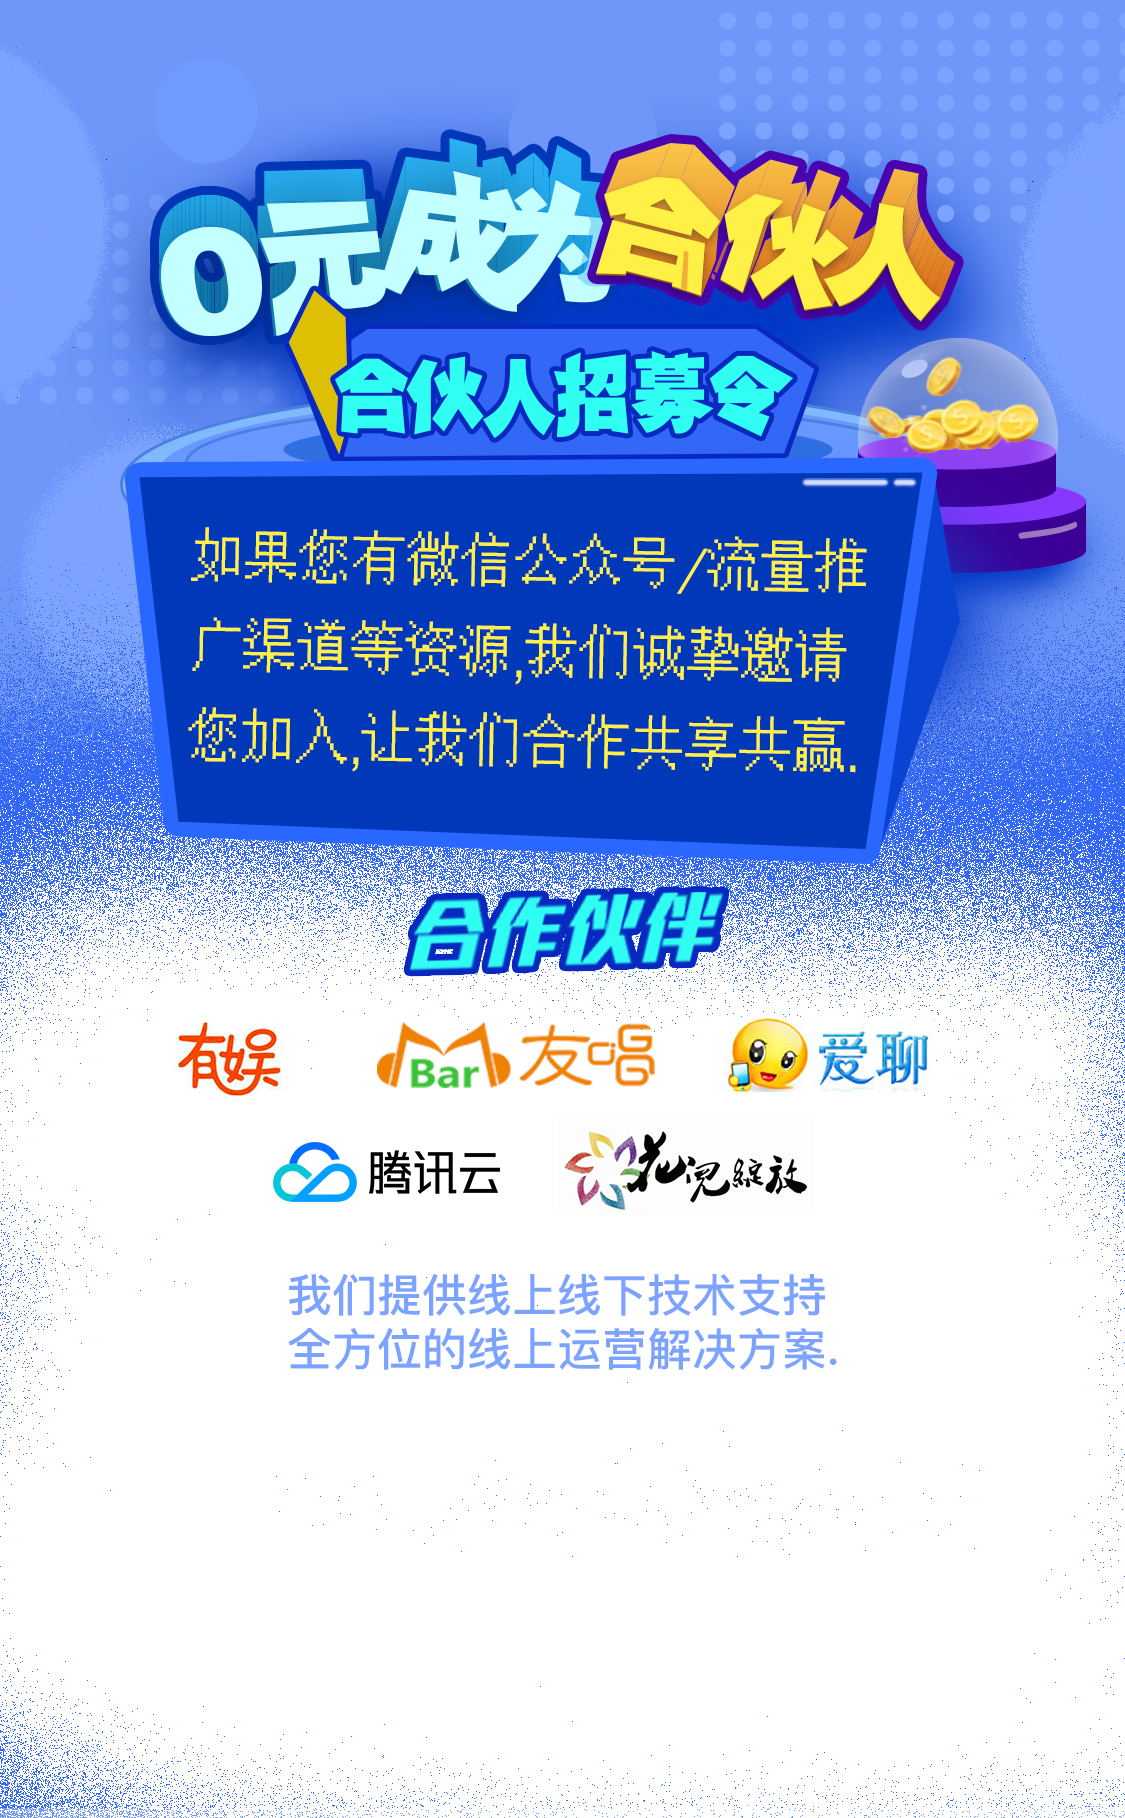 0元成为合伙人
合伙人招募令
如果您有微信公众号/流量推
广渠道等资源,我们诚挚邀请
您加入,让我们合作共享共赢.
合作伙伴
有娱
Bar 友唱
爱聊
腾讯云
花儿绽放
我们提供线上线下技术支持
全方位的线上运营解决方案.